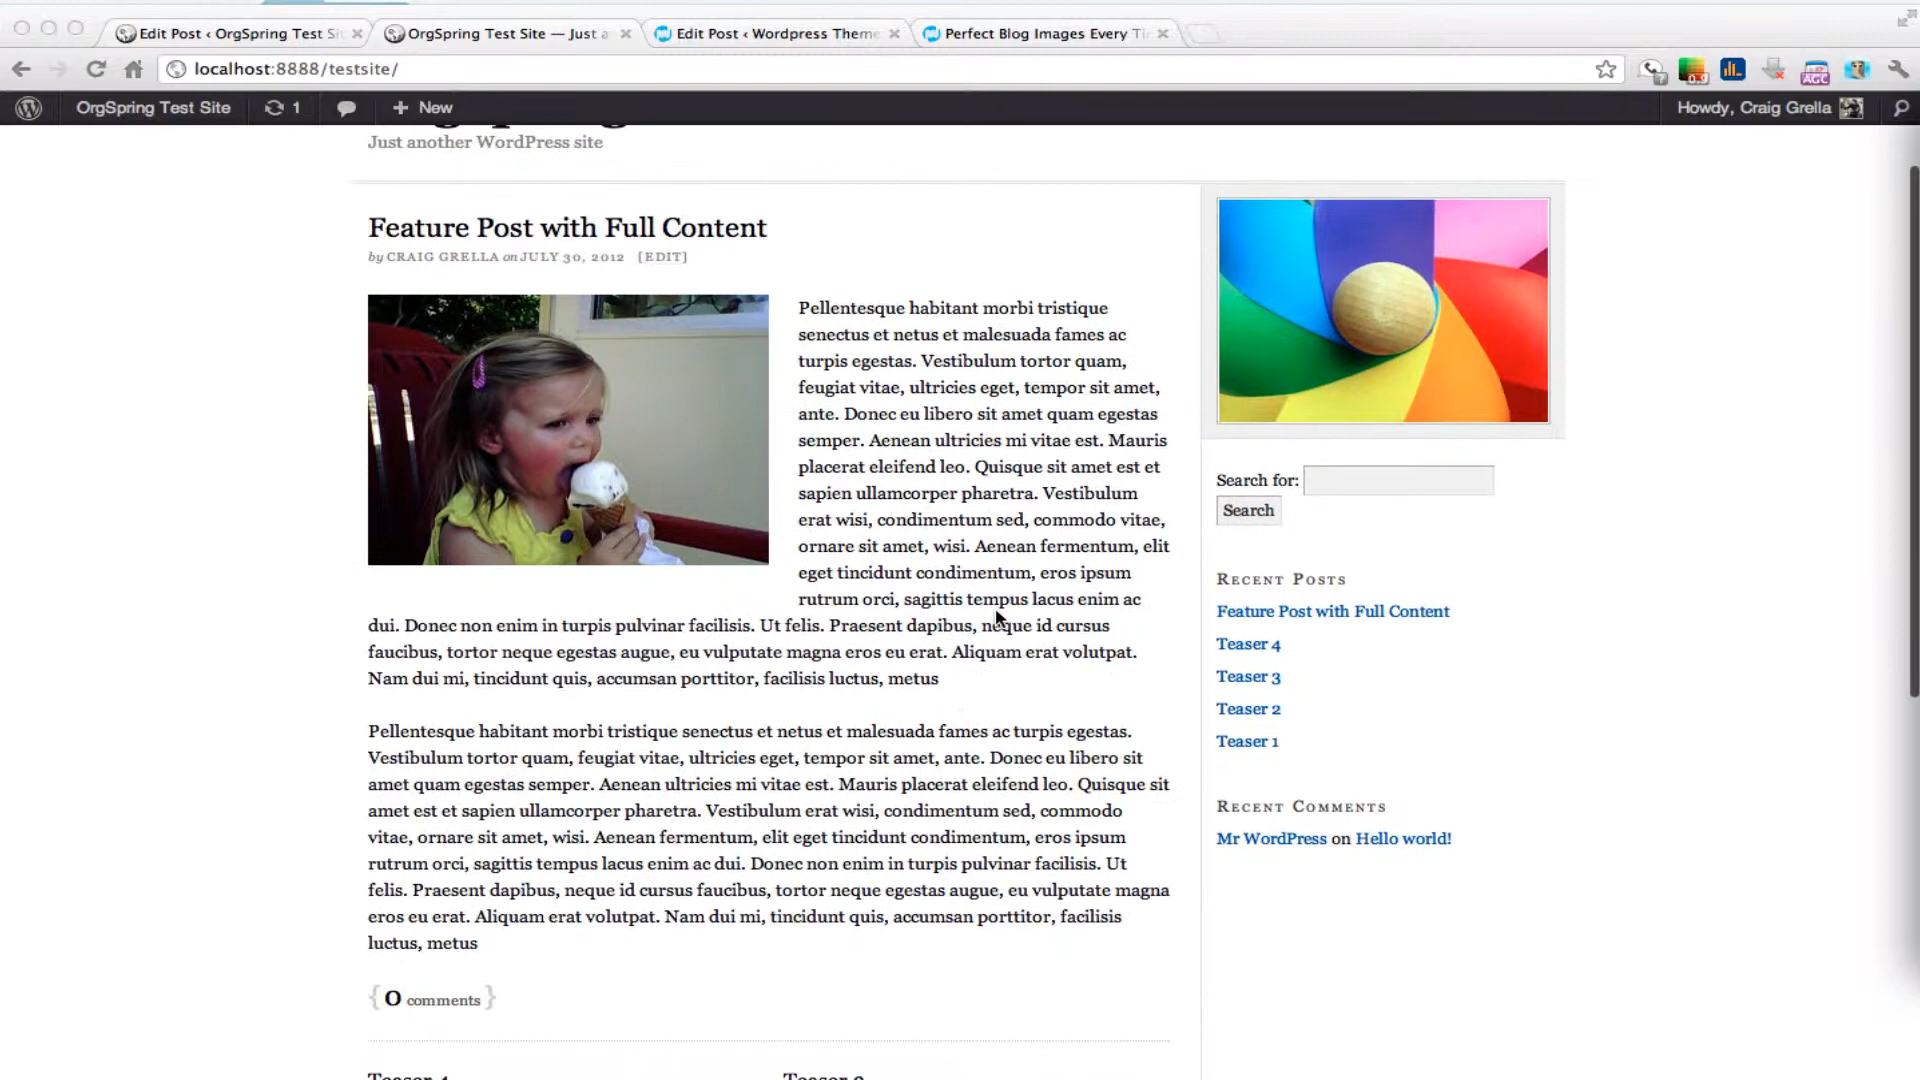 Edit Post ‹ OrgSpring Test Si
OrgSpring Test Site — Just a
Edit Post ‹ Wordpress Theme
Perfect Blog Images Every Ti
localhost:8888/testsite/
0.9
AGC
OrgSpring Test Site
1
+ New
Howdy, Craig Grella
Just another WordPress site
Feature Post with Full Content
by CRAIG GRELLA on JULY 30, 2012 [EDIT]
Pellentesque habitant morbi tristique
senectus et netus et malesuada fames ac
turpis egestas. Vestibulum tortor quam,
feugiat vitae, ultricies eget, tempor sit amet,
ante. Donec eu libero sit amet quam egestas
semper. Aenean ultricies mi vitae est. Mauris
placerat eleifend leo. Quisque sit amet est et
sapien ullamcorper pharetra. Vestibulum
erat wisi, condimentum sed, commodo vitae,
ornare sit amet, wisi. Aenean fermentum, elit
eget tincidunt condimentum, eros ipsum
rutrum orci, sagittis tempus lacus enim ac
dui. Donec non enim in turpis pulvinar facilisis. Ut felis. Praesent dapibus, neque id cursus
faucibus, tortor neque egestas augue, eu vulputate magna eros eu erat. Aliquam erat volutpat.
Nam dui mi, tincidunt quis, accumsan porttitor, facilisis luctus, metus
Pellentesque habitant morbi tristique senectus et netus et malesuada fames ac turpis egestas.
Vestibulum tortor quam, feugiat vitae, ultricies eget, tempor sit amet, ante. Donec eu libero sit
amet quam egestas semper. Aenean ultricies mi vitae est. Mauris placerat eleifend leo. Quisque sit
amet est et sapien ullamcorper pharetra. Vestibulum erat wisi, condimentum sed, commodo
vitae, ornare sit amet, wisi. Aenean fermentum, elit eget tincidunt condimentum, eros ipsum
rutrum orci, sagittis tempus lacus enim ac dui. Donec non enim in turpis pulvinar facilisis. Ut
felis. Praesent dapibus, neque id cursus faucibus, tortor neque egestas augue, eu vulputate magna
eros eu erat. Aliquam erat volutpat. Nam dui mi, tincidunt quis, accumsan porttitor, facilisis
luctus, metus
{ 0 comments }
Search for:
Search
RECENT POSTS
Feature Post with Full Content
Teaser 4
Teaser 3
Teaser 2
Teaser 1
RECENT COMMENTS
Mr WordPress on Hello world!